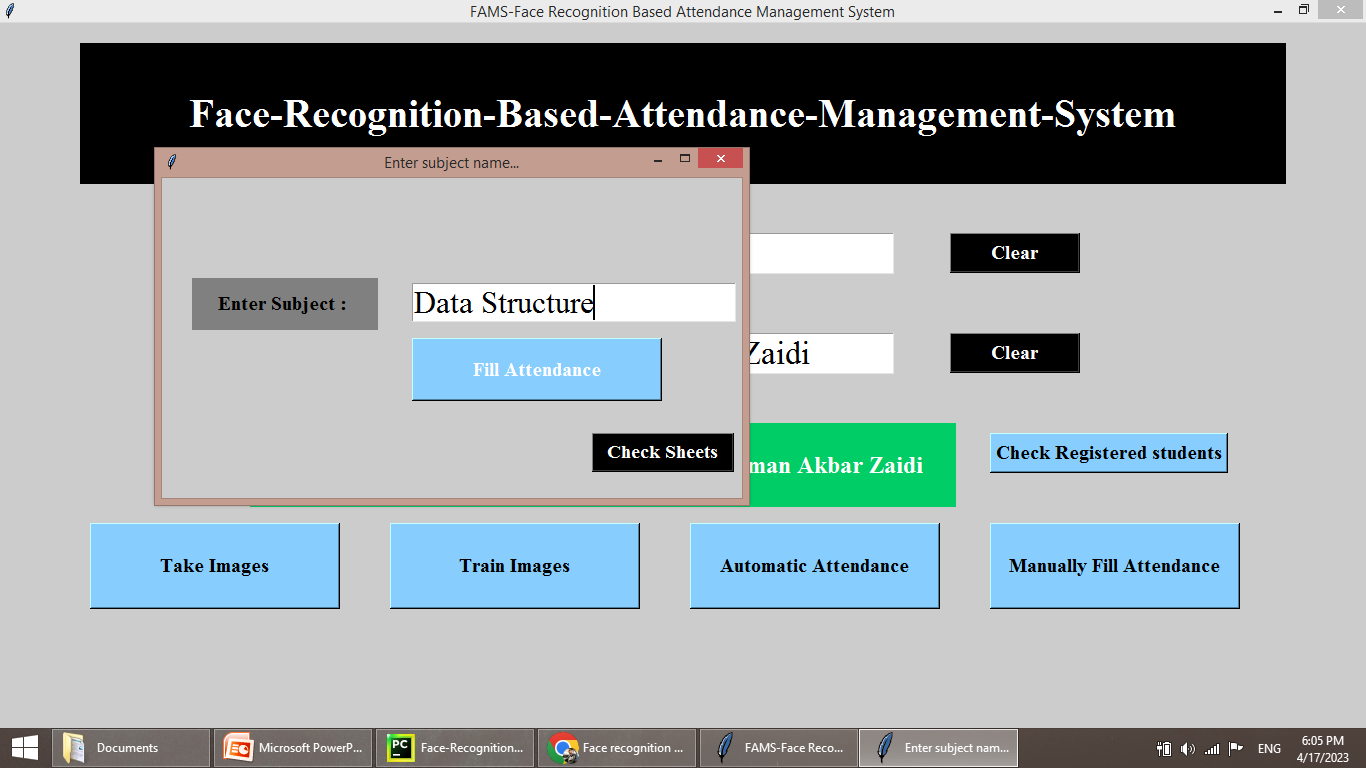 FAMS-Face Recognition Based Attendance Management System
Face-Recognition-Based-Attendance-Management-System
Enter subject name...
Clear
Enter Subject :
Data Structure
Zaidi
Clear
Fill Attendance
Check Sheets
Akbar Zaidi
Check Registered students
Take Images
Train Images
Automatic Attendance
Manually Fill Attendance
Documents
Microsoft PowerP...
PC
Face-Recognition...
Face recognition ...
FAMS-Face Reco...
Enter subject nam...
ENG
6:05 PM
4/17/2023